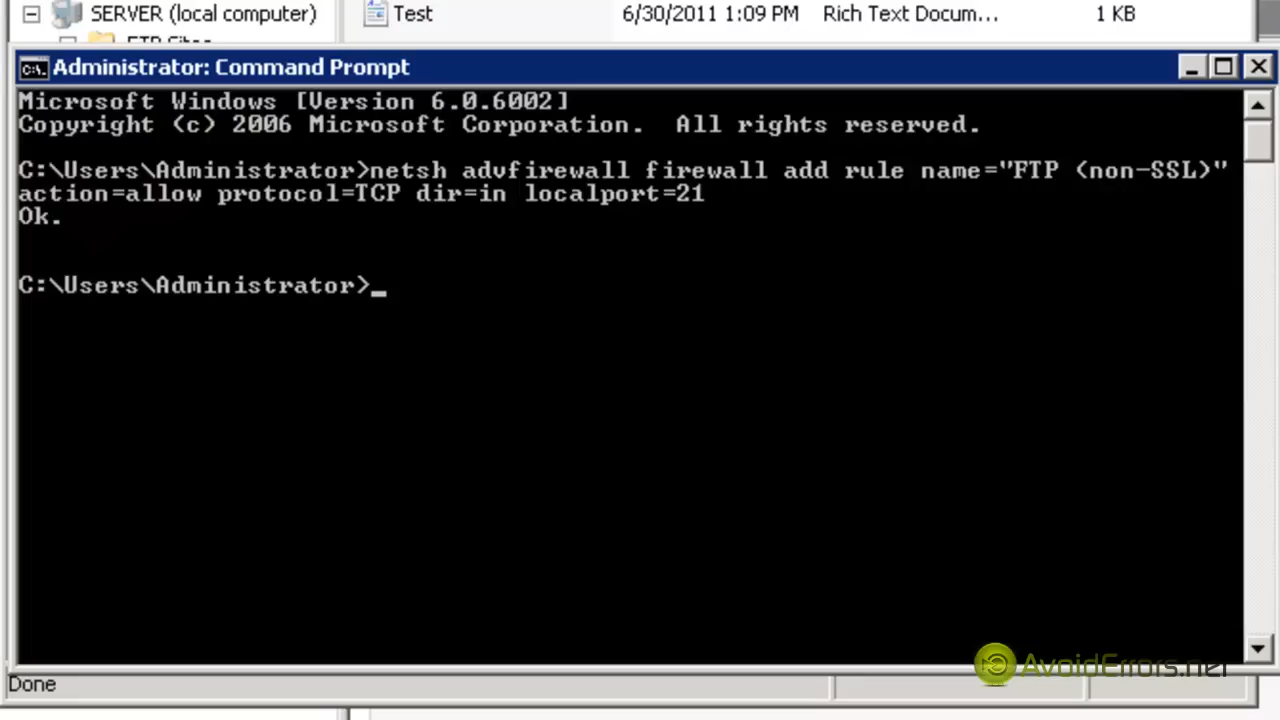 SERVER (local computer)
Test
6/30/2011 1:09 PM
Rich Text Docum...
1 KB
FTP Sites
Administrator: Command Prompt
Microsoft Windows [Version 6.0.6002]
Copyright (c) 2006 Microsoft Corporation.  All rights reserved.
C:\Users\Administrator>netsh advfirewall firewall add rule name="FTP (non-SSL)"
action=allow protocol=TCP dir=in localport=21
Ok.
C:\Users\Administrator>_
AvoidErrors.net
Done